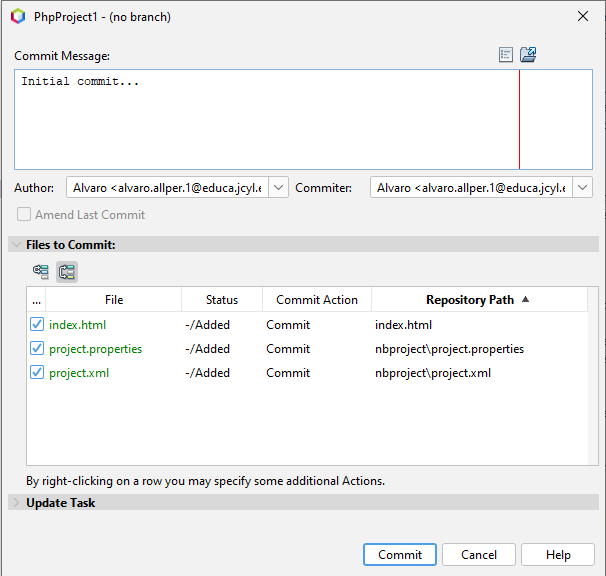 PhpProject1 - (no branch)
Commit Message:
Initial commit...
Author: Alvaro <alvaro.allper.1@educa.jcyl.e Commiter: Alvaro <alvaro.allper.1@educa.jcyl.e
Amend Last Commit
Files to Commit:
... File Status Commit Action Repository Path
index.html -/Added Commit index.html
project.properties -/Added Commit nbproject\project.properties
project.xml -/Added Commit nbproject\project.xml
By right-clicking on a row you may specify some additional Actions.
Update Task
Commit Cancel Help